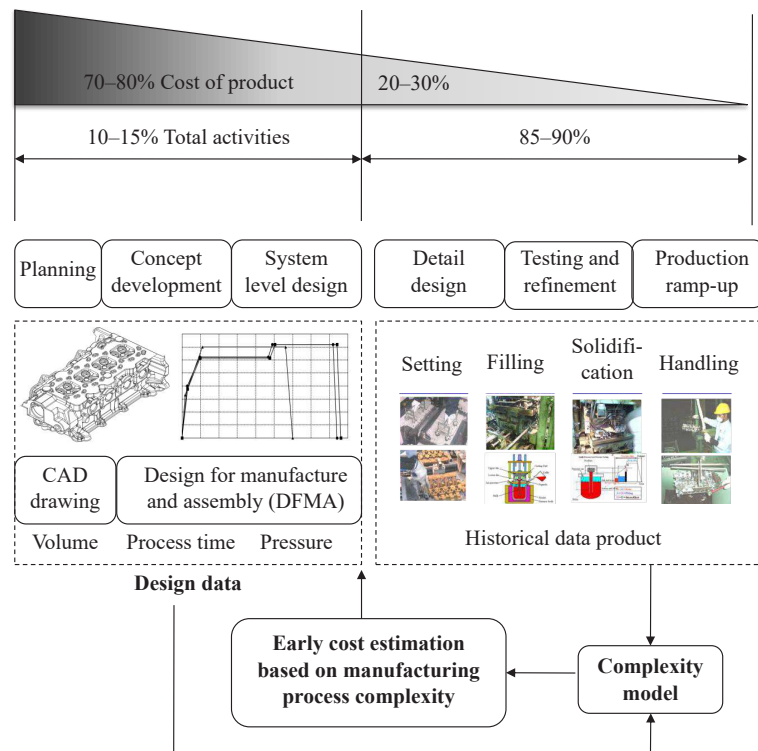 70–80% Cost of product
20–30%
10–15% Total activities
85–90%
Planning
Concept
development
System
level design
Detail
design
Testing and
refinement
Production
ramp-up
Setting
Filling
Solidifi-
cation
Handling
CAD
drawing
Design for manufacture
and assembly (DFMA)
Volume
Process time
Pressure
Historical data product
Design data
Early cost estimation
based on manufacturing
process complexity
Complexity
model